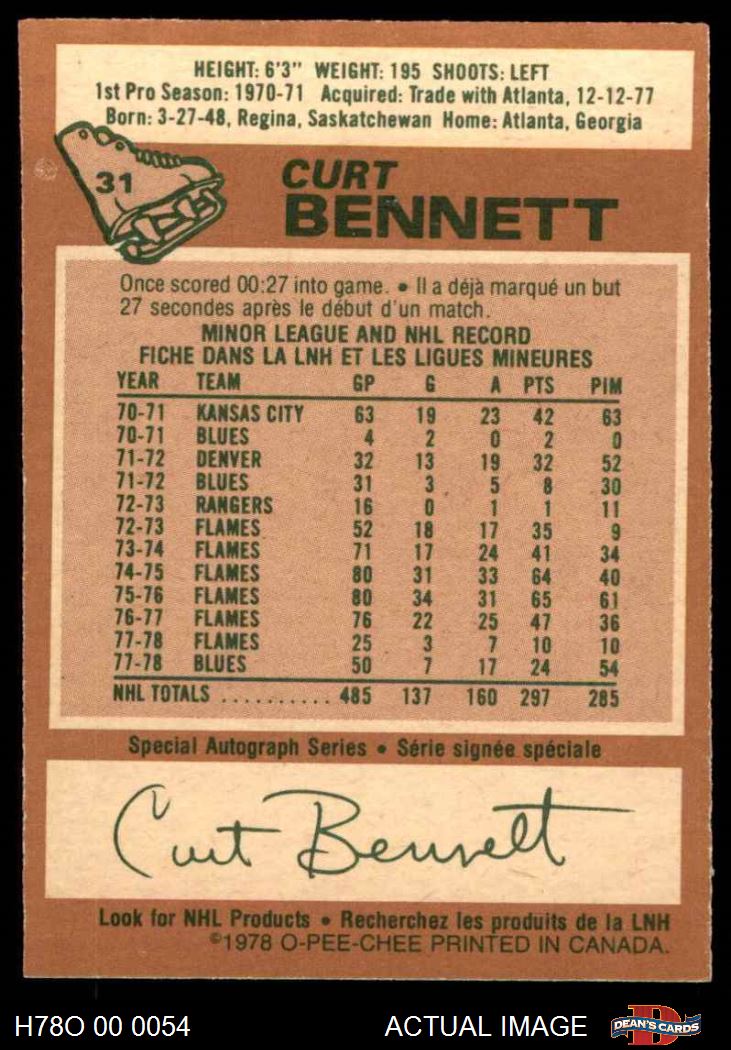 HEIGHT: 6'3" WEIGHT: 195 SHOOTS: LEFT
1st Pro Season: 1970-71 Acquired: Trade with Atlanta, 12-12-77
Born: 3-27-48, Regina, Saskatchewan Home: Atlanta, Georgia
31
CURT
BENNETT
Once scored 00:27 into game. • Il a déjà marqué un but
27 secondes après le début d'un match.
MINOR LEAGUE AND NHL RECORD
FICHE DANS LA LNH ET LES LIGUES MINEURES
YEAR TEAM GP G A PTS PIM
70-71 KANSAS CITY 63 19 23 42 63
70-71 BLUES 4 2 0 2 0
71-72 DENVER 32 13 19 32 52
71-72 BLUES 31 3 5 8 30
72-73 RANGERS 16 0 1 1 11
72-73 FLAMES 52 18 17 35 9
73-74 FLAMES 71 17 24 41 34
74-75 FLAMES 80 31 33 64 40
75-76 FLAMES 80 34 31 65 61
76-77 FLAMES 76 22 25 47 36
77-78 FLAMES 25 3 7 10 10
77-78 BLUES 50 7 17 24 54
NHL TOTALS .......... 485 137 160 297 285
Special Autograph Series • Série signée spéciale
Curt Bennett
Look for NHL Products • Recherchez les produits de la LNH
©1978 O-PEE-CHEE PRINTED IN CANADA.
H78O 00 0054 ACTUAL IMAGE D DEAN'S CARDS